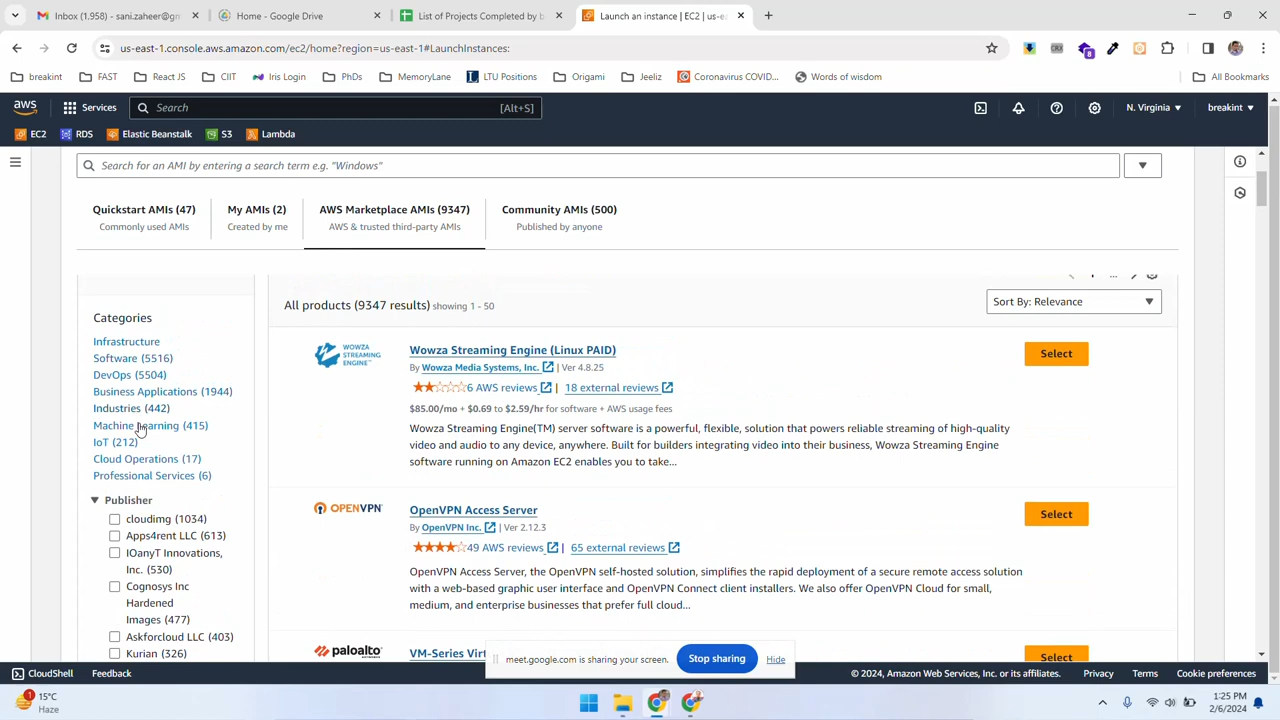 Inbox (1.958) - sani.zaheer@gm
Home - Google Drive
List of Projects Completed by b
Launch an instance | EC2 | us-e
us-east-1.console.aws.amazon.com/ec2/home?region=us-east-1#LaunchInstances:
8
breakint
FAST
React JS
CIIT
Iris Login
PhDs
MemoryLane
LTU Positions
Origami
Jeeliz
Coronavirus COVID...
Words of wisdom
All Bookmarks
aws
Services
Search
[Alt+S]
N. Virginia
breakint
EC2
RDS
Elastic Beanstalk
S3
Lambda
Search for an AMI by entering a search term e.g. "Windows"
Quickstart AMIs (47)
Commonly used AMIs
My AMIs (2)
Created by me
AWS Marketplace AMIs (9347)
AWS & trusted third-party AMIs
Community AMIs (500)
Published by anyone
Categories
Infrastructure
Software (5516)
DevOps (5504)
Business Applications (1944)
Industries (442)
Machine Learning (415)
IoT (212)
Cloud Operations (17)
Professional Services (6)
Publisher
cloudimg (1034)
Apps4rent LLC (613)
IOanyT Innovations,
Inc. (530)
Cognosys Inc
Hardened
Images (477)
Askforcloud LLC (403)
Kurian (326)
All products (9347 results) showing 1 - 50
Sort By: Relevance
WOWZA
STREAMING
ENGINE
Wowza Streaming Engine (Linux PAID)
By Wowza Media Systems, Inc. | Ver 4.8.25
6 AWS reviews | 18 external reviews
$85.00/mo + $0.69 to $2.59/hr for software + AWS usage fees
Wowza Streaming Engine(TM) server software is a powerful, flexible, solution that powers reliable streaming of high-quality
video and audio to any device, anywhere. Built for builders integrating video into their business, Wowza Streaming Engine
software running on Amazon EC2 enables you to take...
Select
OPENVPN
OpenVPN Access Server
By OpenVPN Inc. | Ver 2.12.3
49 AWS reviews | 65 external reviews
OpenVPN Access Server, the OpenVPN self-hosted solution, simplifies the rapid deployment of a secure remote access solution
with a web-based graphic user interface and OpenVPN Connect client installers. We also offer OpenVPN Cloud for small,
medium, and enterprise businesses that prefer full cloud...
Select
paloalto
VM-Series Virt
Select
meet.google.com is sharing your screen.
Stop sharing
Hide
CloudShell
Feedback
© 2024, Amazon Web Services, Inc. or its affiliates.
Privacy
Terms
Cookie preferences
1
15°C
Haze
1:25 PM
2/6/2024